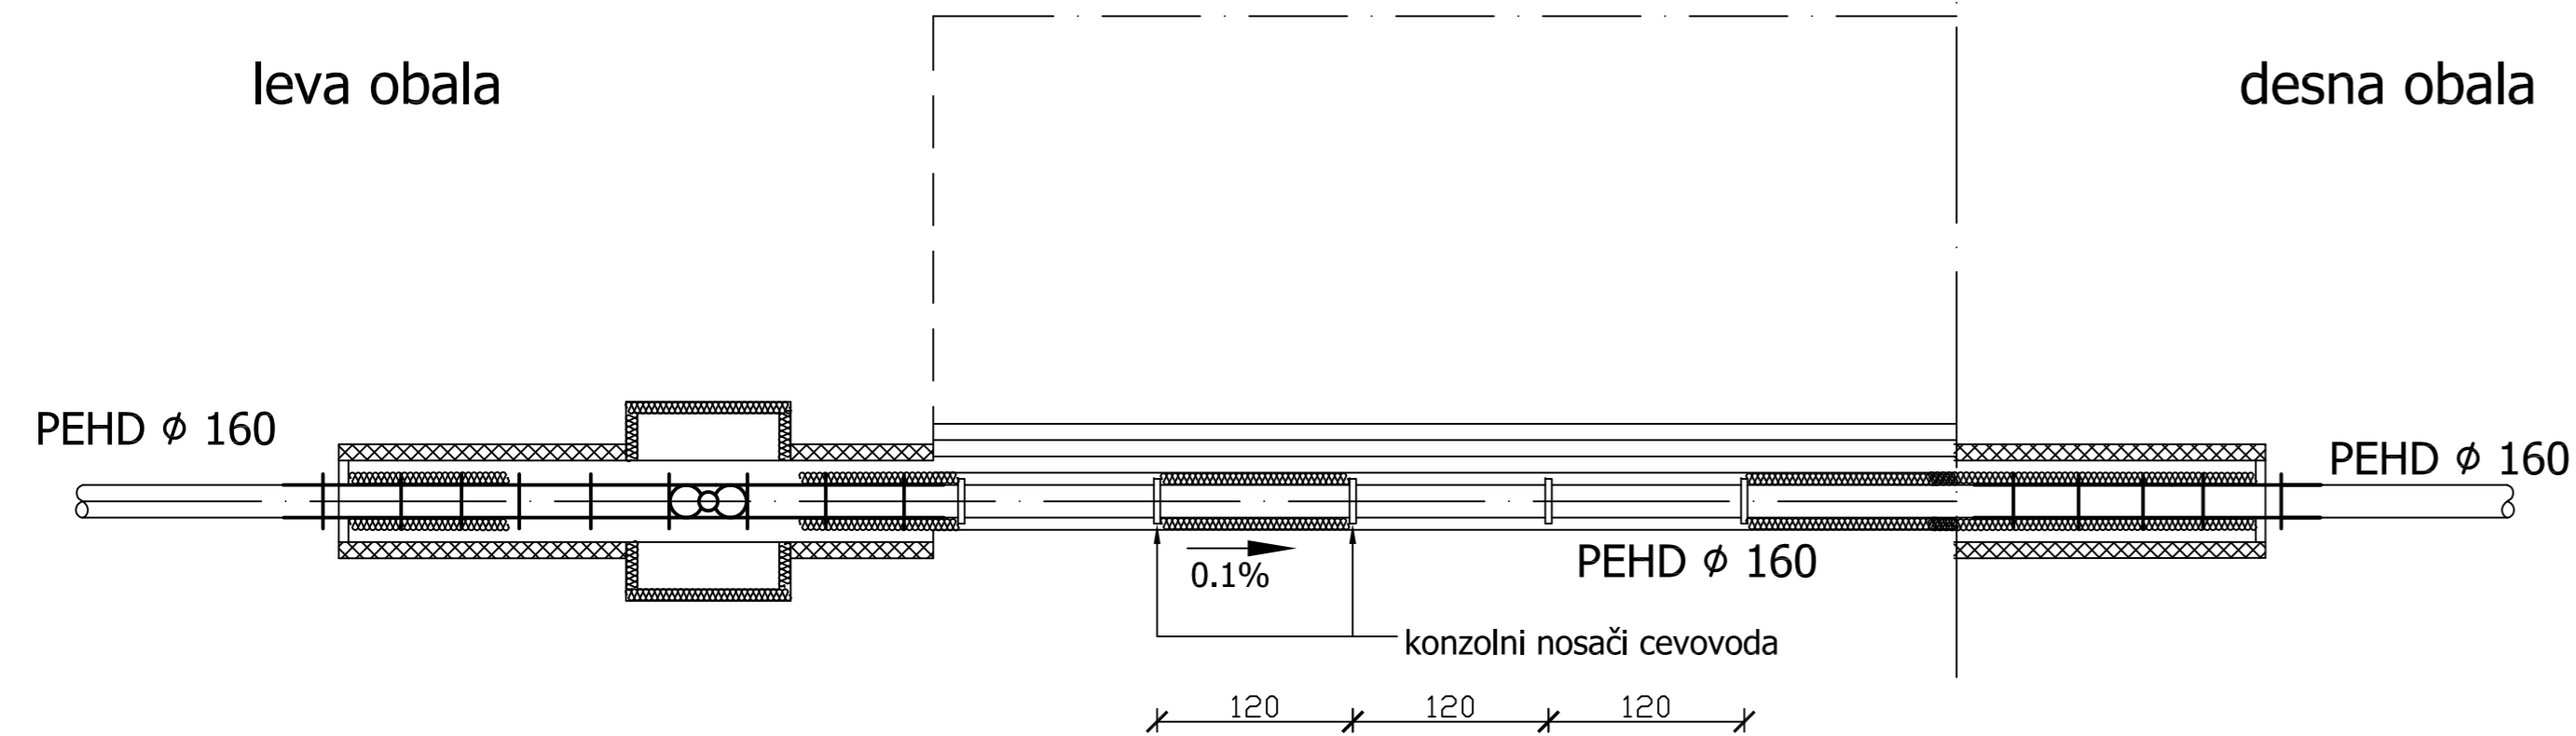 leva obala
desna obala
PEHD ϕ 160
PEHD ϕ 160
0.1%
PEHD ϕ 160
konzolni nosači cevovoda
120 120 120